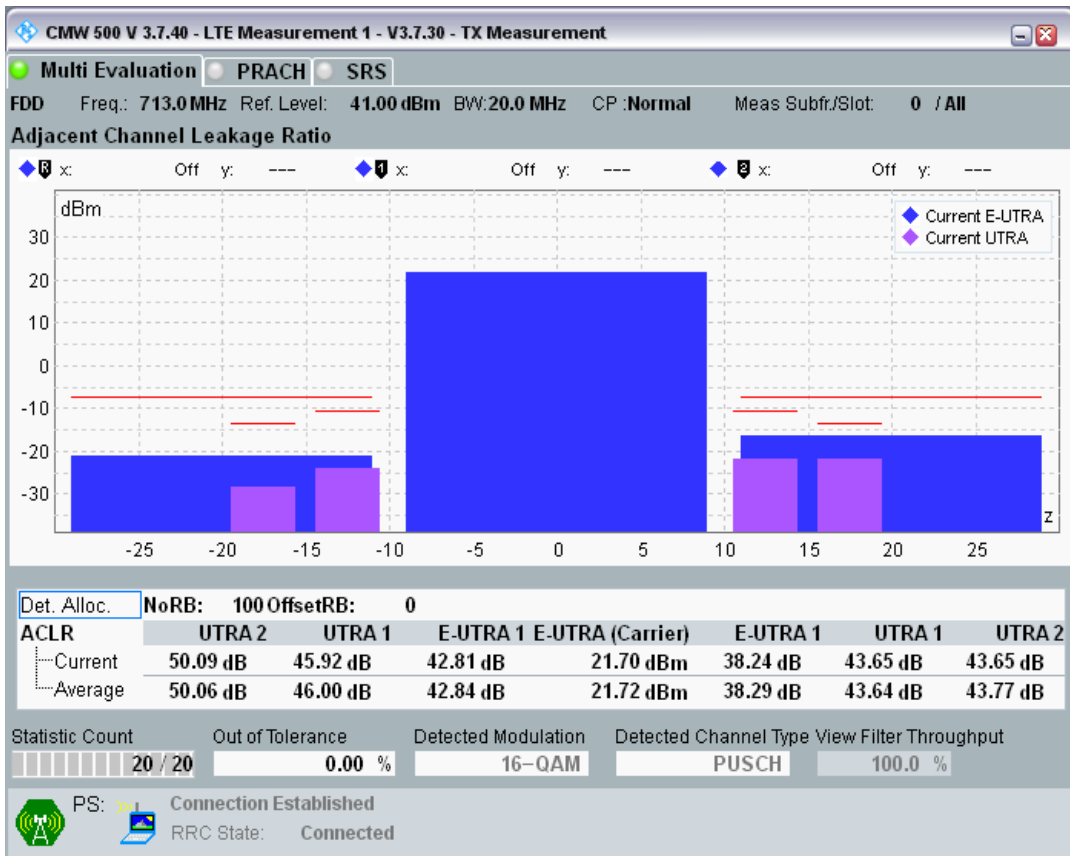 CMW 500 V 3.7.40 - LTE Measurement 1 - V3.7.30 - TX Measurement
Multi Evaluation PRACH SRS
FDD Freq.: 713.0 MHz Ref. Level: 41.00 dBm BW:20.0 MHz CP :Normal Meas Subfr./Slot: 0 / All
Adjacent Channel Leakage Ratio
R x: Off y: --- 1 x: Off y: --- 2 x: Off y: ---
dBm
Current E-UTRA
Current UTRA
30
20
10
0
-10
-20
-30
z
-25 -20 -15 -10 -5 0 5 10 15 20 25
Det. Alloc. NoRB: 100 OffsetRB: 0
ACLR UTRA 2 UTRA 1 E-UTRA 1 E-UTRA (Carrier) E-UTRA 1 UTRA 1 UTRA 2
Current 50.09 dB 45.92 dB 42.81 dB 21.70 dBm 38.24 dB 43.65 dB 43.65 dB
Average 50.06 dB 46.00 dB 42.84 dB 21.72 dBm 38.29 dB 43.64 dB 43.77 dB
Statistic Count Out of Tolerance Detected Modulation Detected Channel Type View Filter Throughput
20 / 20 0.00 % 16-QAM PUSCH 100.0 %
PS: Connection Established
RRC State: Connected